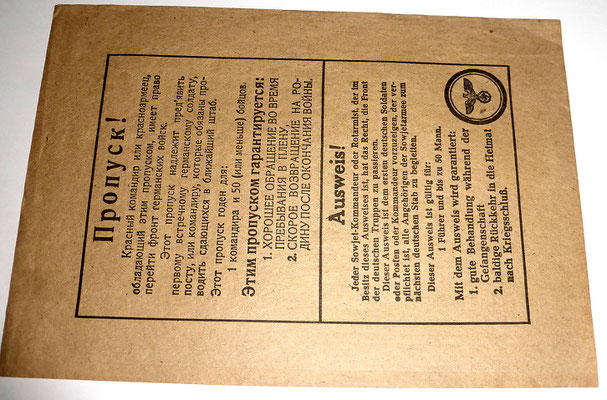 Пропуск!
Красный командир или красноармеец,
обладающий этим пропуском, имеет право
перейти фронт германских войск.
Этот пропуск надлежит пред'явить
первому встречному германскому солдату,
посту, или командиру, которые обязаны про-
водить сдающихся в ближайший штаб.
Этот пропуск годен для:
1 командира и 50 (или меньше) бойцов.
Этим пропуском гарантируется:
1. ХОРОШЕЕ ОБРАЩЕНИЕ ВО ВРЕМЯ
ПРЕБЫВАНИЯ В ПЛЕНУ
2. СКОРОЕ ВОЗВРАЩЕНИЕ НА РО-
ДИНУ ПОСЛЕ ОКОНЧАНИЯ ВОЙНЫ.
Ausweis!
Jeder Sowjet-Kommandeur oder Rotarmist, der im
Besitz dieses Ausweises ist, hat das Recht, die Front
der deutschen Truppen zu passieren.
Dieser Ausweis ist dem ersten deutschen Soldaten
oder Posten oder Kommandeur vorzuzeigen, der ver-
pflichtet ist, alle Angehörigen der Sowjetarmee zum
nächsten deutschen Stab zu begleiten.
Dieser Ausweis ist gültig für:
1 Führer und bis zu 50 Mann.
Mit dem Ausweis wird garantiert:
1. gute Behandlung während der
Gefangenschaft
2. baldige Rückkehr in die Heimat
nach Kriegsschluß.